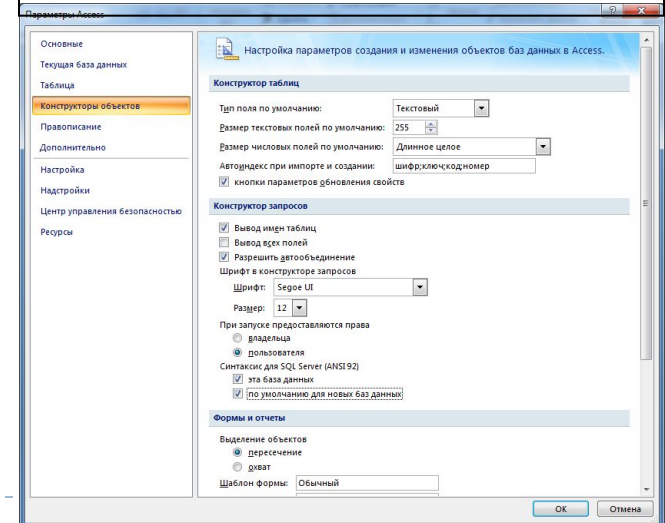 Параметры Access
Основные
Текущая база данных
Таблица
Конструкторы объектов
Правописание
Дополнительно
Настройка
Надстройки
Центр управления безопасностью
Ресурсы
Настройка параметров создания и изменения объектов баз данных в Access.
Конструктор таблиц
Тип поля по умолчанию: Текстовый
Размер текстовых полей по умолчанию: 255
Размер числовых полей по умолчанию: Длинное целое
Автоиндекс при импорте и создании: шифр;ключ;код;номер
кнопки параметров обновления свойств
Конструктор запросов
Вывод имен таблиц
Вывод всех полей
Разрешить автообъединение
Шрифт в конструкторе запросов
Шрифт: Segoe UI
Размер: 12
При запуске предоставляются права
владельца
пользователя
Синтаксис для SQL Server (ANSI 92)
эта база данных
по умолчанию для новых баз данных
Формы и отчеты
Выделение объектов
пересечение
охват
Шаблон формы: Обычный
ОК Отмена